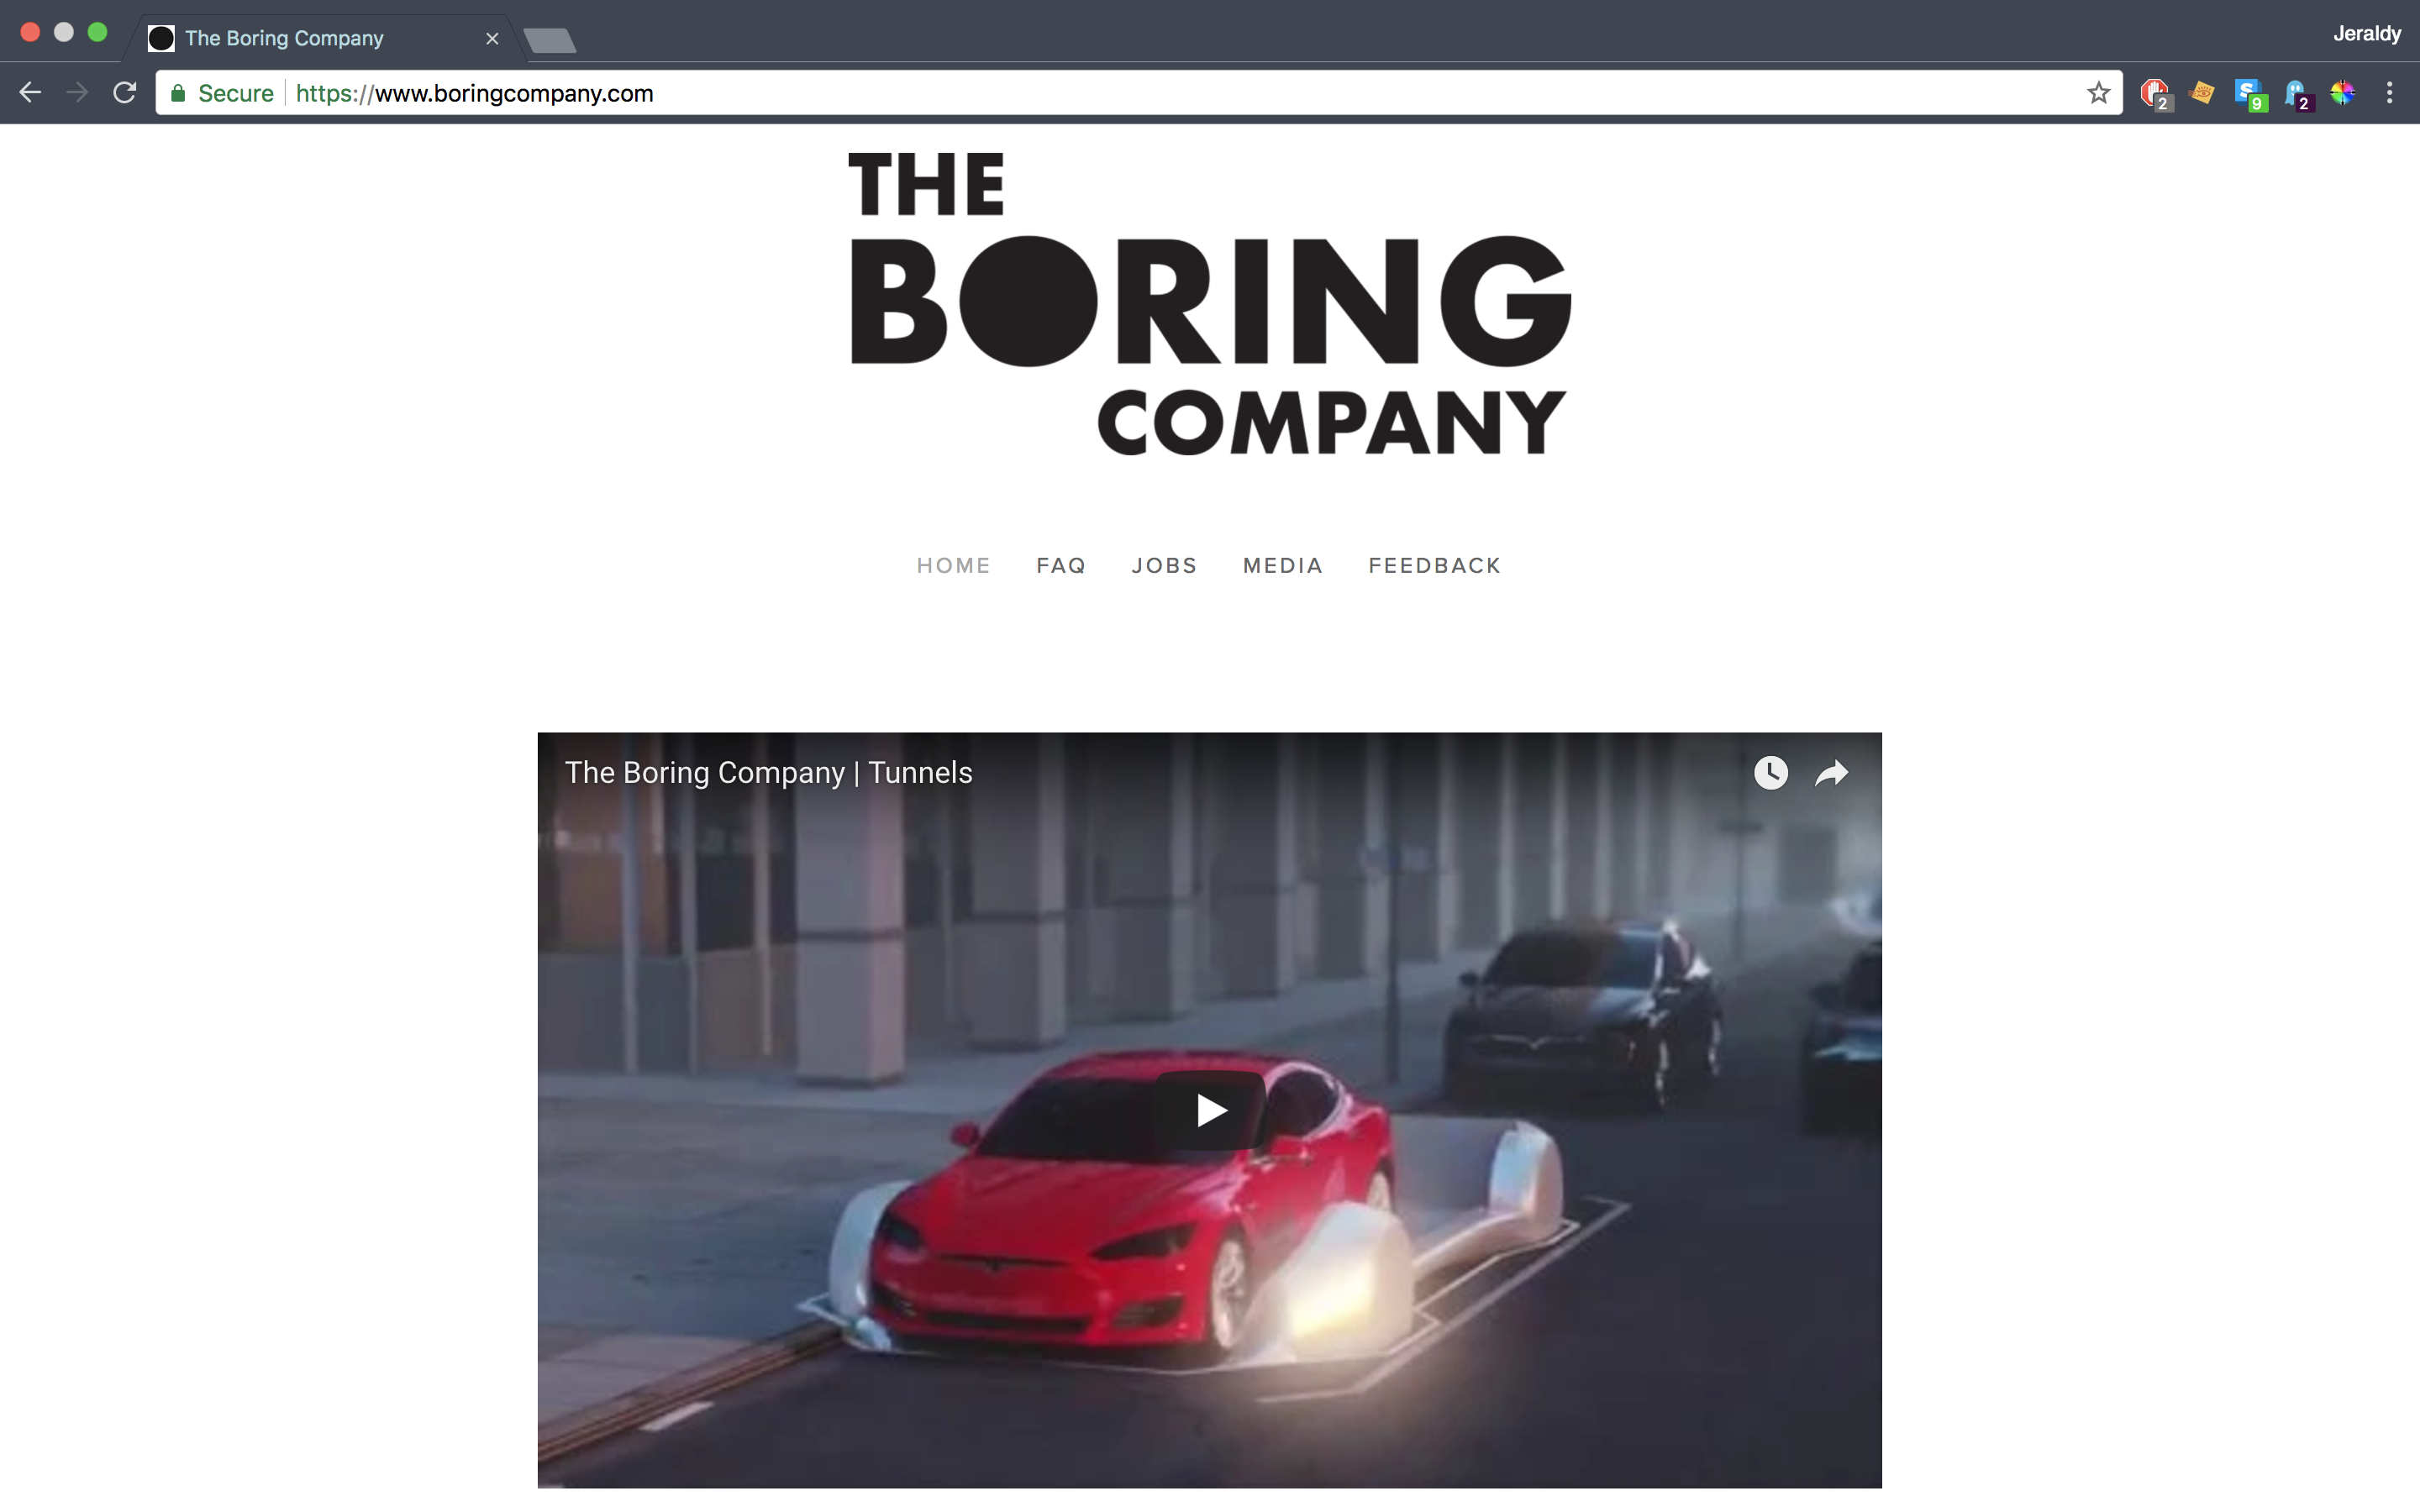 The Boring Company
Jeraldy
Secure https://www.boringcompany.com
2
S
9
2
THE
BORING
COMPANY
HOME FAQ JOBS MEDIA FEEDBACK
The Boring Company | Tunnels